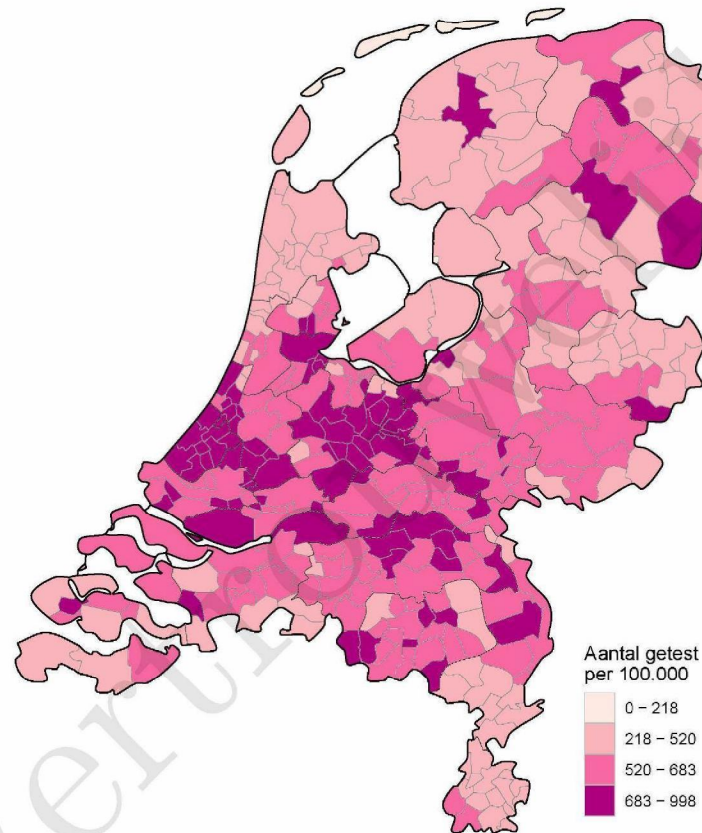 Aantal getest
per 100.000
0 – 218
218 – 520
520 – 683
683 – 998